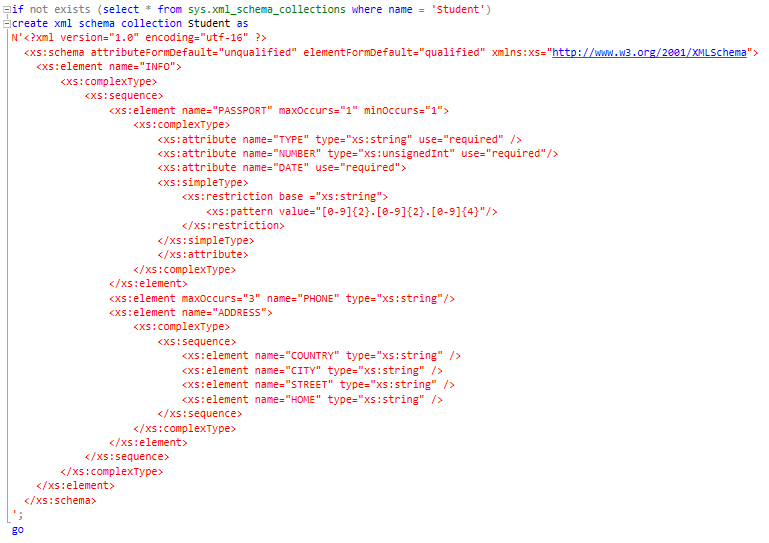 if not exists (select * from sys.xml_schema_collections where name = 'Student')
create xml schema collection Student as
N'<?xml version="1.0" encoding="utf-16" ?>
  <xs:schema attributeFormDefault="unqualified" elementFormDefault="qualified" xmlns:xs="http://www.w3.org/2001/XMLSchema">
    <xs:element name="INFO">
        <xs:complexType>
            <xs:sequence>
                <xs:element name="PASSPORT" maxOccurs="1" minOccurs="1">
                    <xs:complexType>
                        <xs:attribute name="TYPE" type="xs:string" use="required" />
                        <xs:attribute name="NUMBER" type="xs:unsignedInt" use="required"/>
                        <xs:attribute name="DATE" use="required">
                        <xs:simpleType>
                            <xs:restriction base ="xs:string">
                                <xs:pattern value="[0-9]{2}.[0-9]{2}.[0-9]{4}"/>
                            </xs:restriction>
                        </xs:simpleType>
                        </xs:attribute>
                    </xs:complexType>
                </xs:element>
                <xs:element maxOccurs="3" name="PHONE" type="xs:string"/>
                <xs:element name="ADDRESS">
                    <xs:complexType>
                        <xs:sequence>
                            <xs:element name="COUNTRY" type="xs:string" />
                            <xs:element name="CITY" type="xs:string" />
                            <xs:element name="STREET" type="xs:string" />
                            <xs:element name="HOME" type="xs:string" />
                        </xs:sequence>
                    </xs:complexType>
                </xs:element>
            </xs:sequence>
        </xs:complexType>
    </xs:element>
  </xs:schema>
';
go